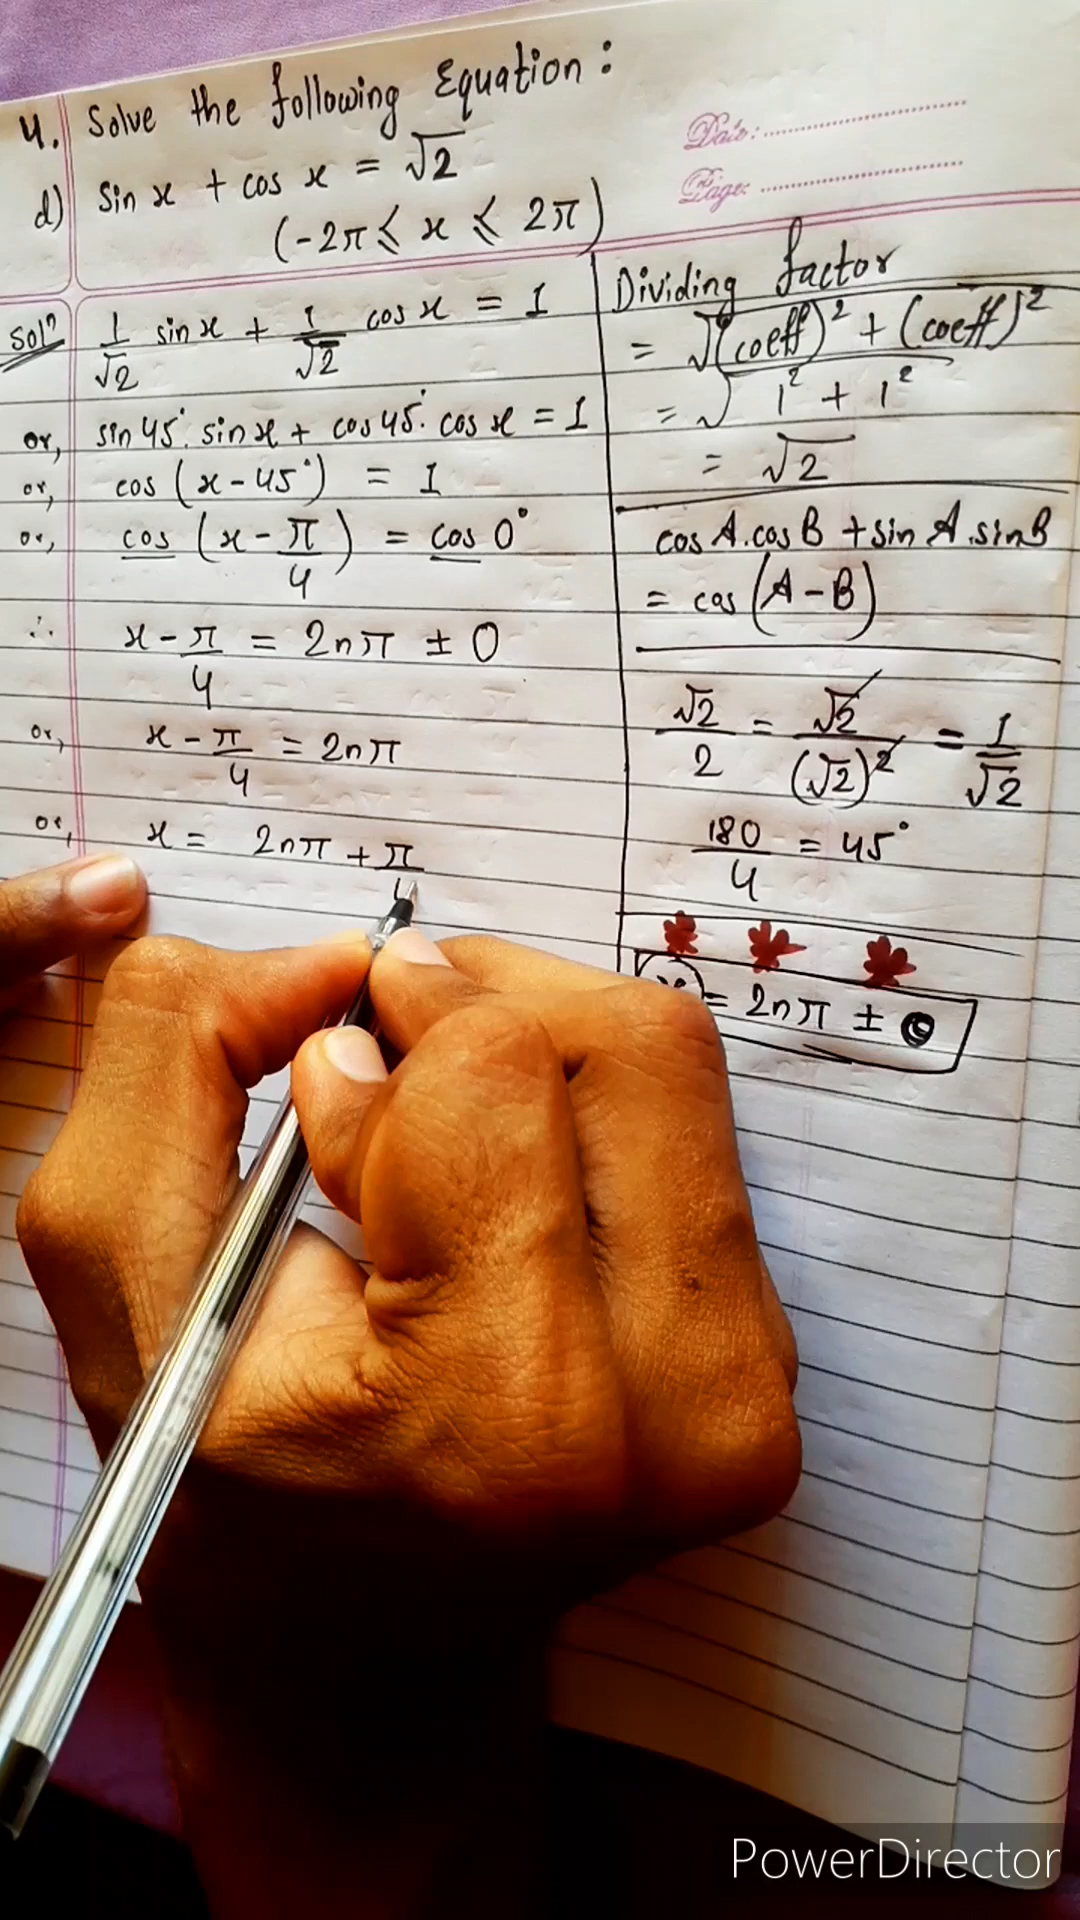 4. Solve the following Equation:
d) Sin x + cos x = √2
(-2π ⩽ x ⩽ 2π)
Date:
Page:
Solⁿ 1/√2 sin x + 1/√2 cos x = 1
or, sin 45°. sin x + cos 45°. cos x = 1
or, cos (x - 45°) = 1
or, cos (x - π/4) = cos 0°
∴ x - π/4 = 2nπ ± 0
or, x - π/4 = 2nπ
or, x = 2nπ + π/4
Dividing factor
= √(coeff)² + (coeff)²
= √1² + 1²
= √2
cos A. cos B + sin A. sin B
= cos (A - B)
√2/2 = √2/(√2)² = 1/√2
180/4 = 45°
= 2nπ ±
PowerDirector